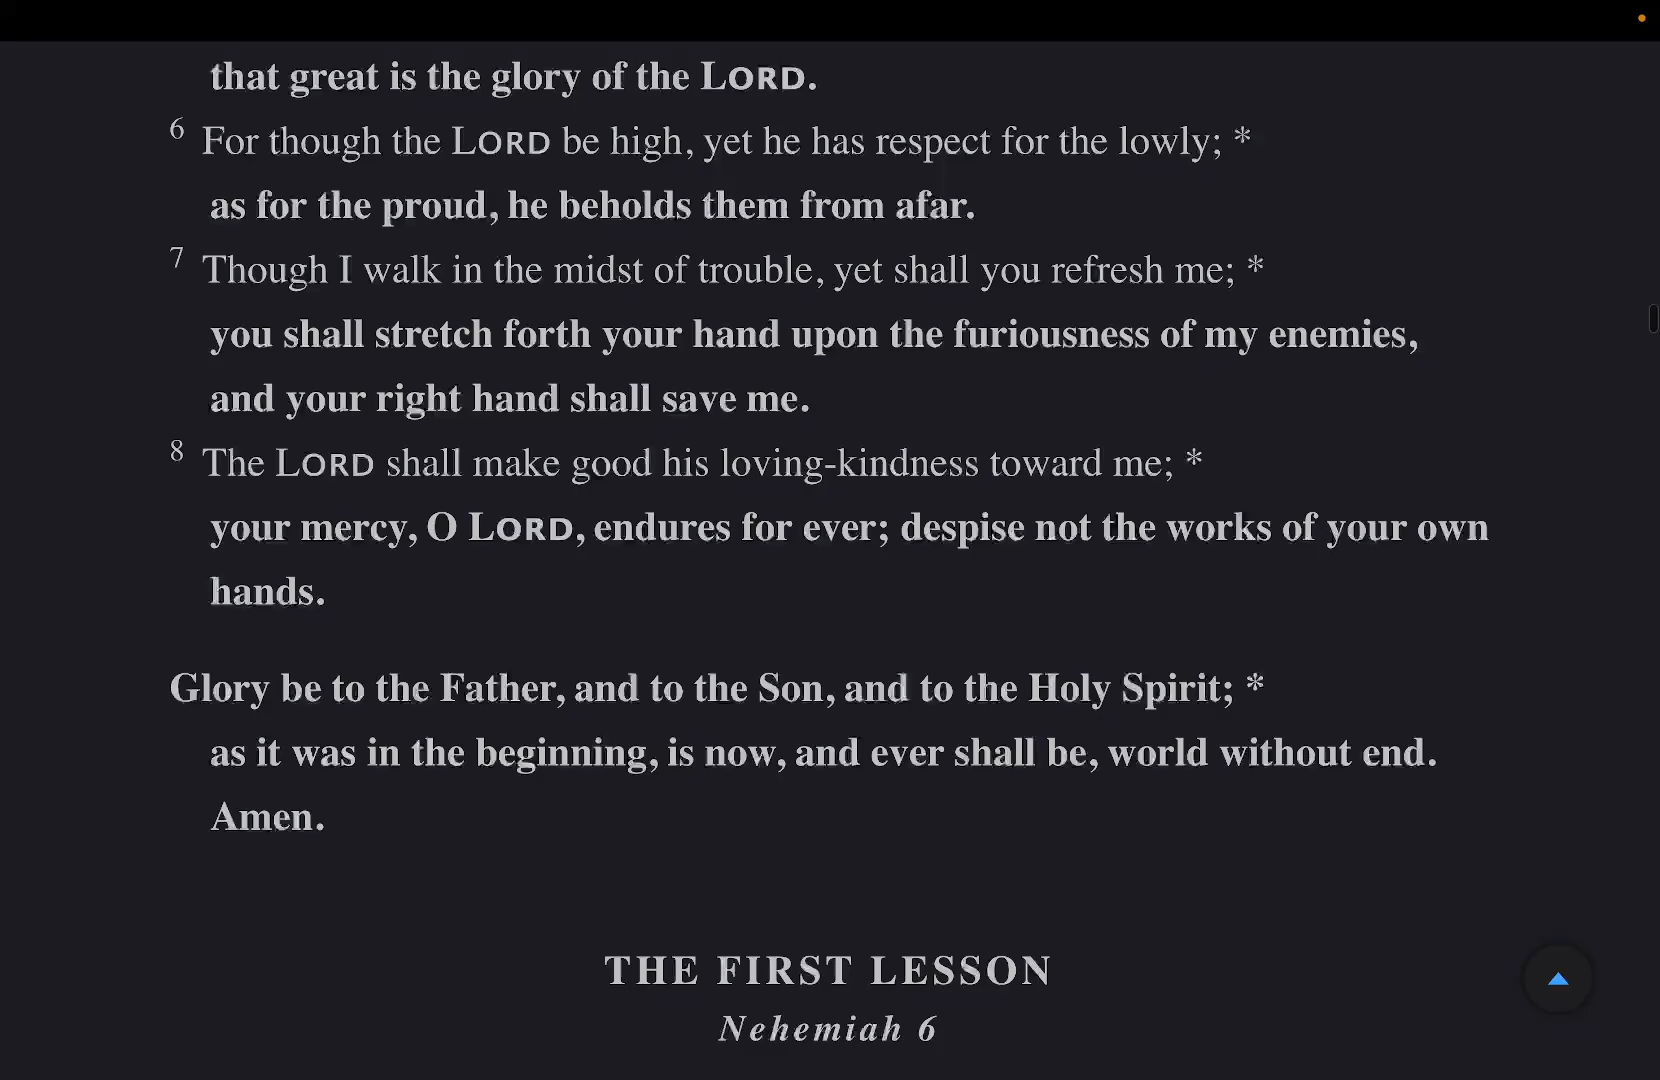 that great is the glory of the LORD.
6 For though the LORD be high, yet he has respect for the lowly; *
as for the proud, he beholds them from afar.
7 Though I walk in the midst of trouble, yet shall you refresh me; *
you shall stretch forth your hand upon the furiousness of my enemies,
and your right hand shall save me.
8 The LORD shall make good his loving-kindness toward me; *
your mercy, O LORD, endures for ever; despise not the works of your own
hands.
Glory be to the Father, and to the Son, and to the Holy Spirit; *
as it was in the beginning, is now, and ever shall be, world without end.
Amen.
THE FIRST LESSON
Nehemiah 6